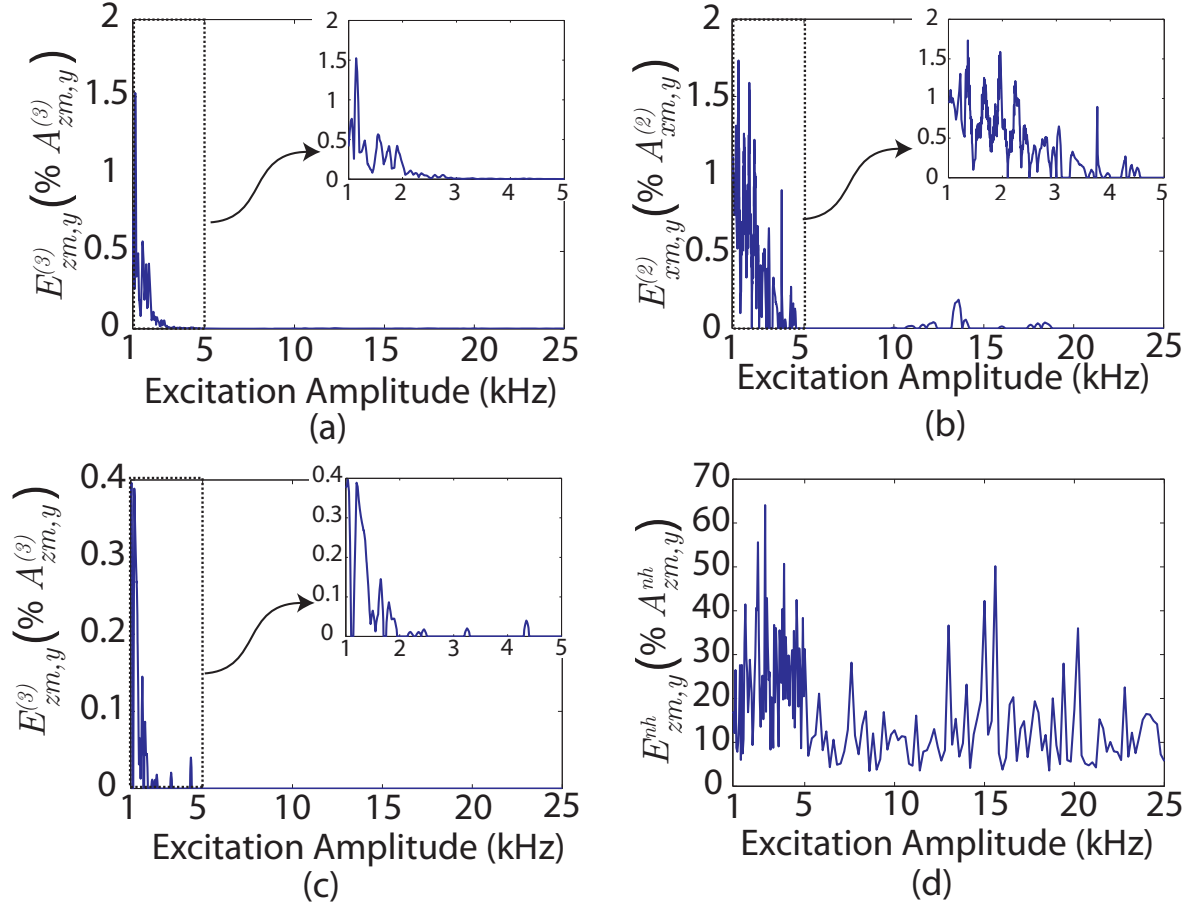 2
1.5
1
0.5
0
1 5 10 15 20 25
2
1.5
1
0.5
0
1 2 3 4 5
E^{(3)}_{zm,y} (% A^{(3)}_{zm,y})
Excitation Amplitude (kHz)
(a)
2
1.5
1
0.5
0
1 5 10 15 20 25
2
1.5
1
0.5
0
1 2 3 4 5
E^{(2)}_{xm,y} (% A^{(2)}_{xm,y})
Excitation Amplitude (kHz)
(b)
0.4
0.3
0.2
0.1
0
1 5 10 15 20 25
0.4
0.3
0.2
0.1
0
1 2 3 4 5
E^{(3)}_{zm,y} (% A^{(3)}_{zm,y})
Excitation Amplitude (kHz)
(c)
70
60
50
40
30
20
10
0
1 5 10 15 20 25
E^{nh}_{zm,y} (% A^{nh}_{zm,y})
Excitation Amplitude (kHz)
(d)